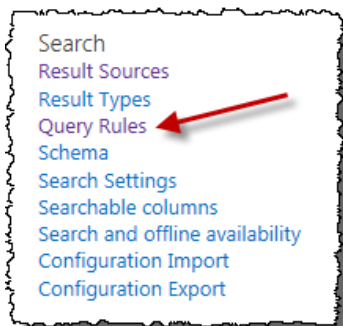 Search
Result Sources
Result Types
Query Rules
Schema
Search Settings
Searchable columns
Search and offline availability
Configuration Import
Configuration Export